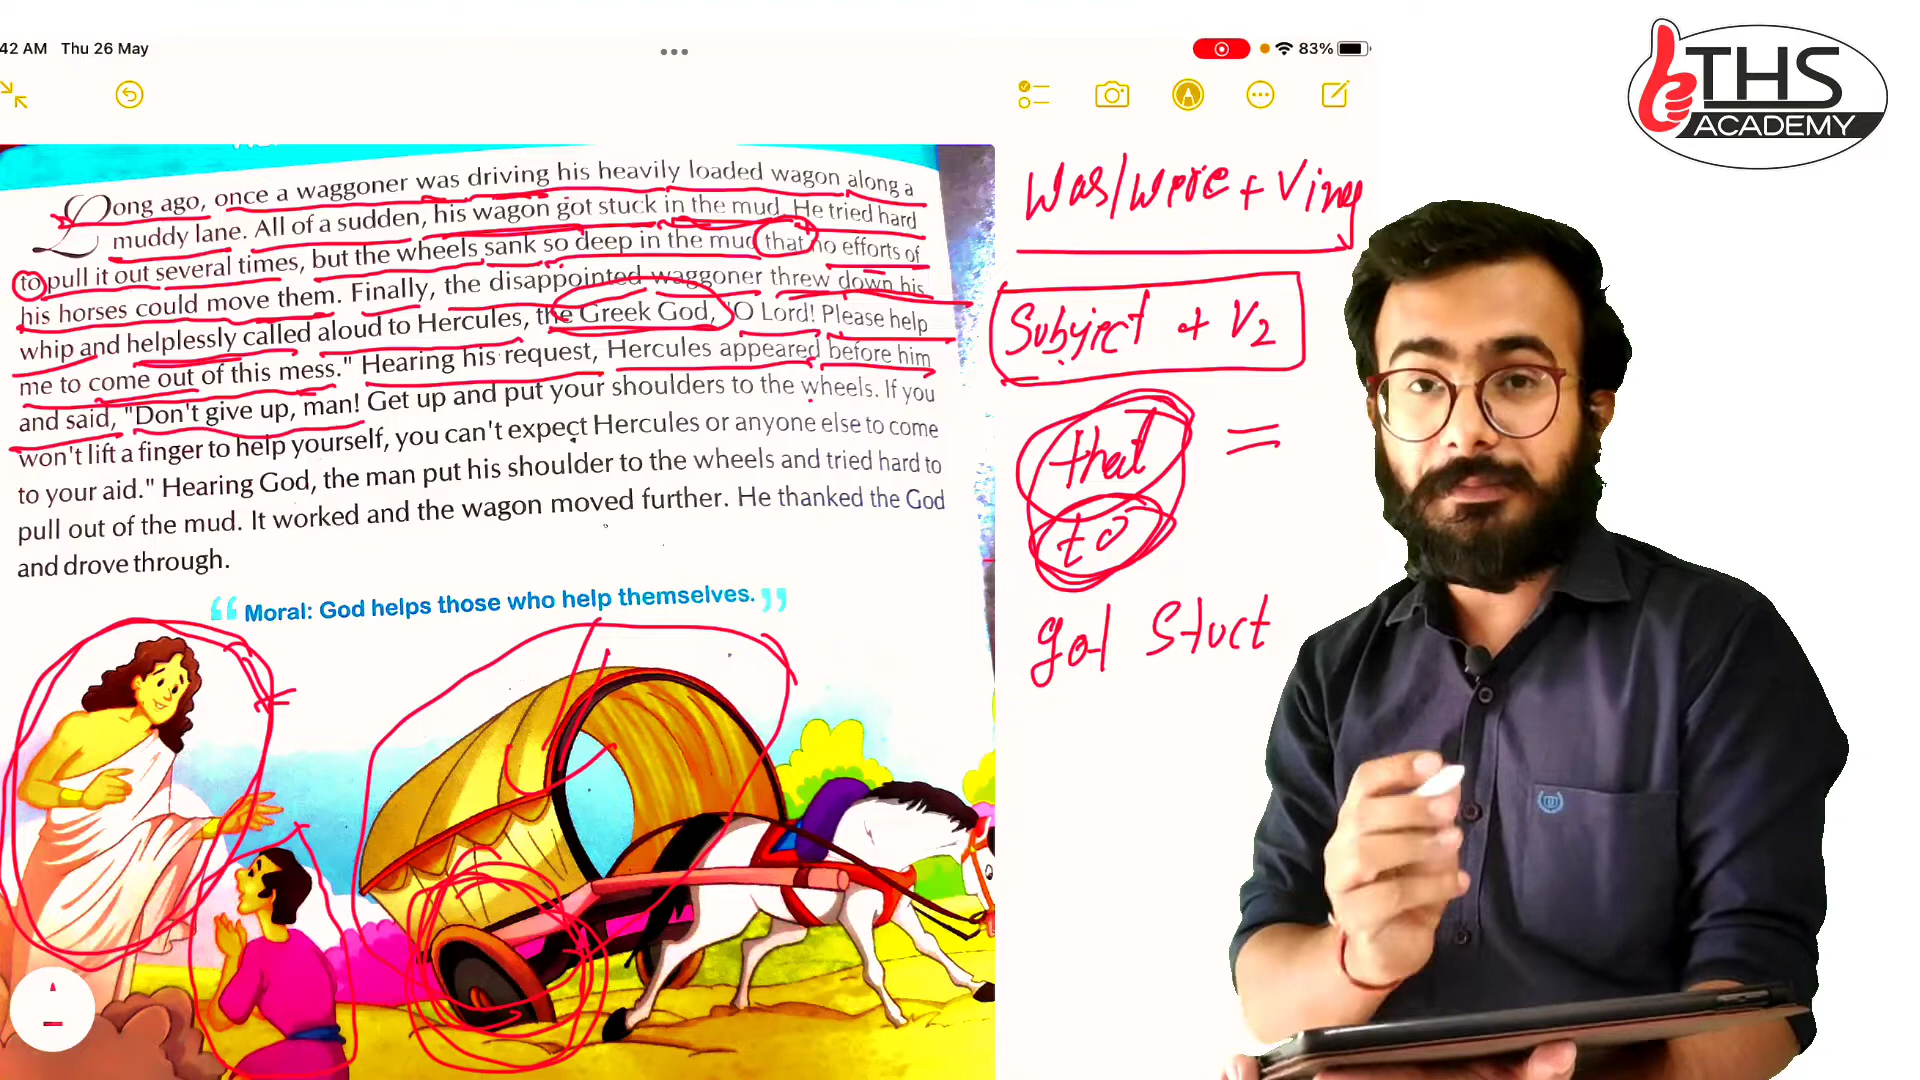 42 AM Thu 26 May
83%
THS
ACADEMY
Long ago, once a waggoner was driving his heavily loaded wagon along a
muddy lane. All of a sudden, his wagon got stuck in the mud. He tried hard
to pull it out several times, but the wheels sank so deep in the mud that no efforts of
his horses could move them. Finally, the disappointed waggoner threw down his
whip and helplessly called aloud to Hercules, the Greek God, "O Lord! Please help
me to come out of this mess." Hearing his request, Hercules appeared before him
and said, "Don't give up, man! Get up and put your shoulders to the wheels. If you
won't lift a finger to help yourself, you can't expect Hercules or anyone else to come
to your aid." Hearing God, the man put his shoulder to the wheels and tried hard to
pull out of the mud. It worked and the wagon moved further. He thanked the God
and drove through.
“ Moral: God helps those who help themselves. ”
Was/were + Ving
Subject + V2
that =
to
got Stuct